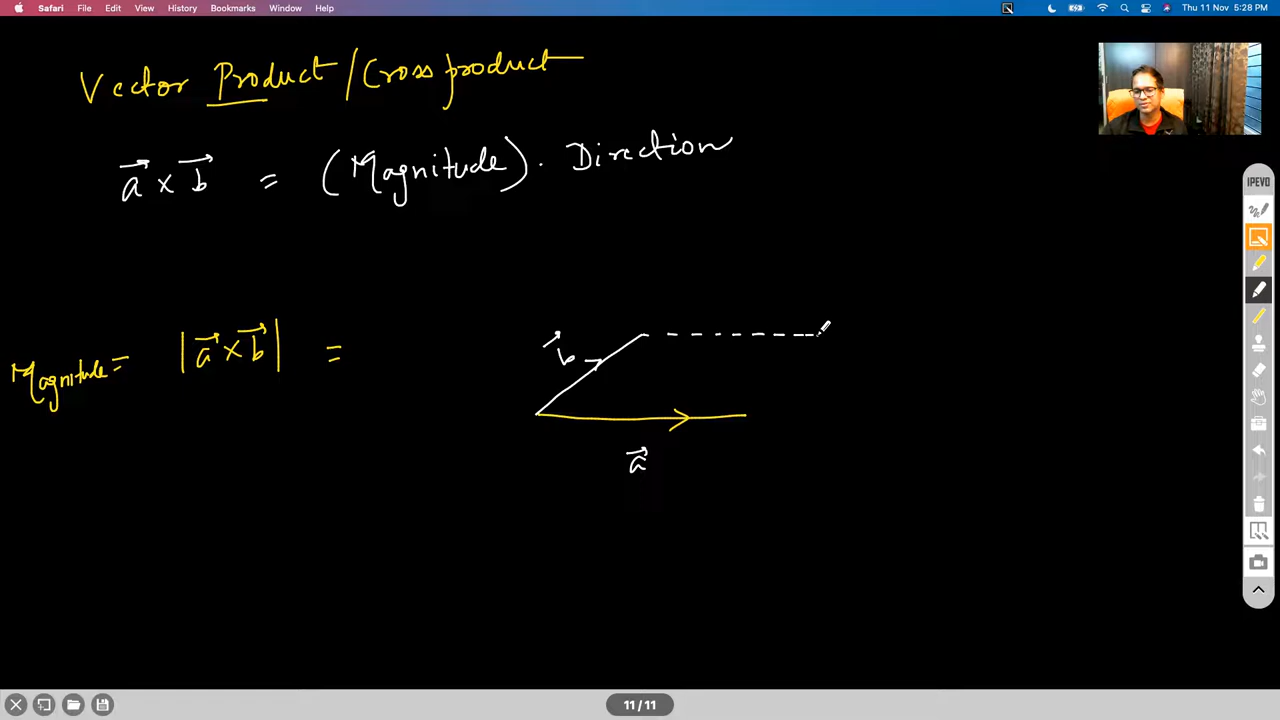 Safari File Edit View History Bookmarks Window Help Thu 11 Nov 5:28 PM
Vector Product/Cross product
a⃗ × b⃗ = (Magnitude). Direction
IPEVO
Magnitude = |a⃗ × b⃗| =
b⃗
a⃗
11 / 11